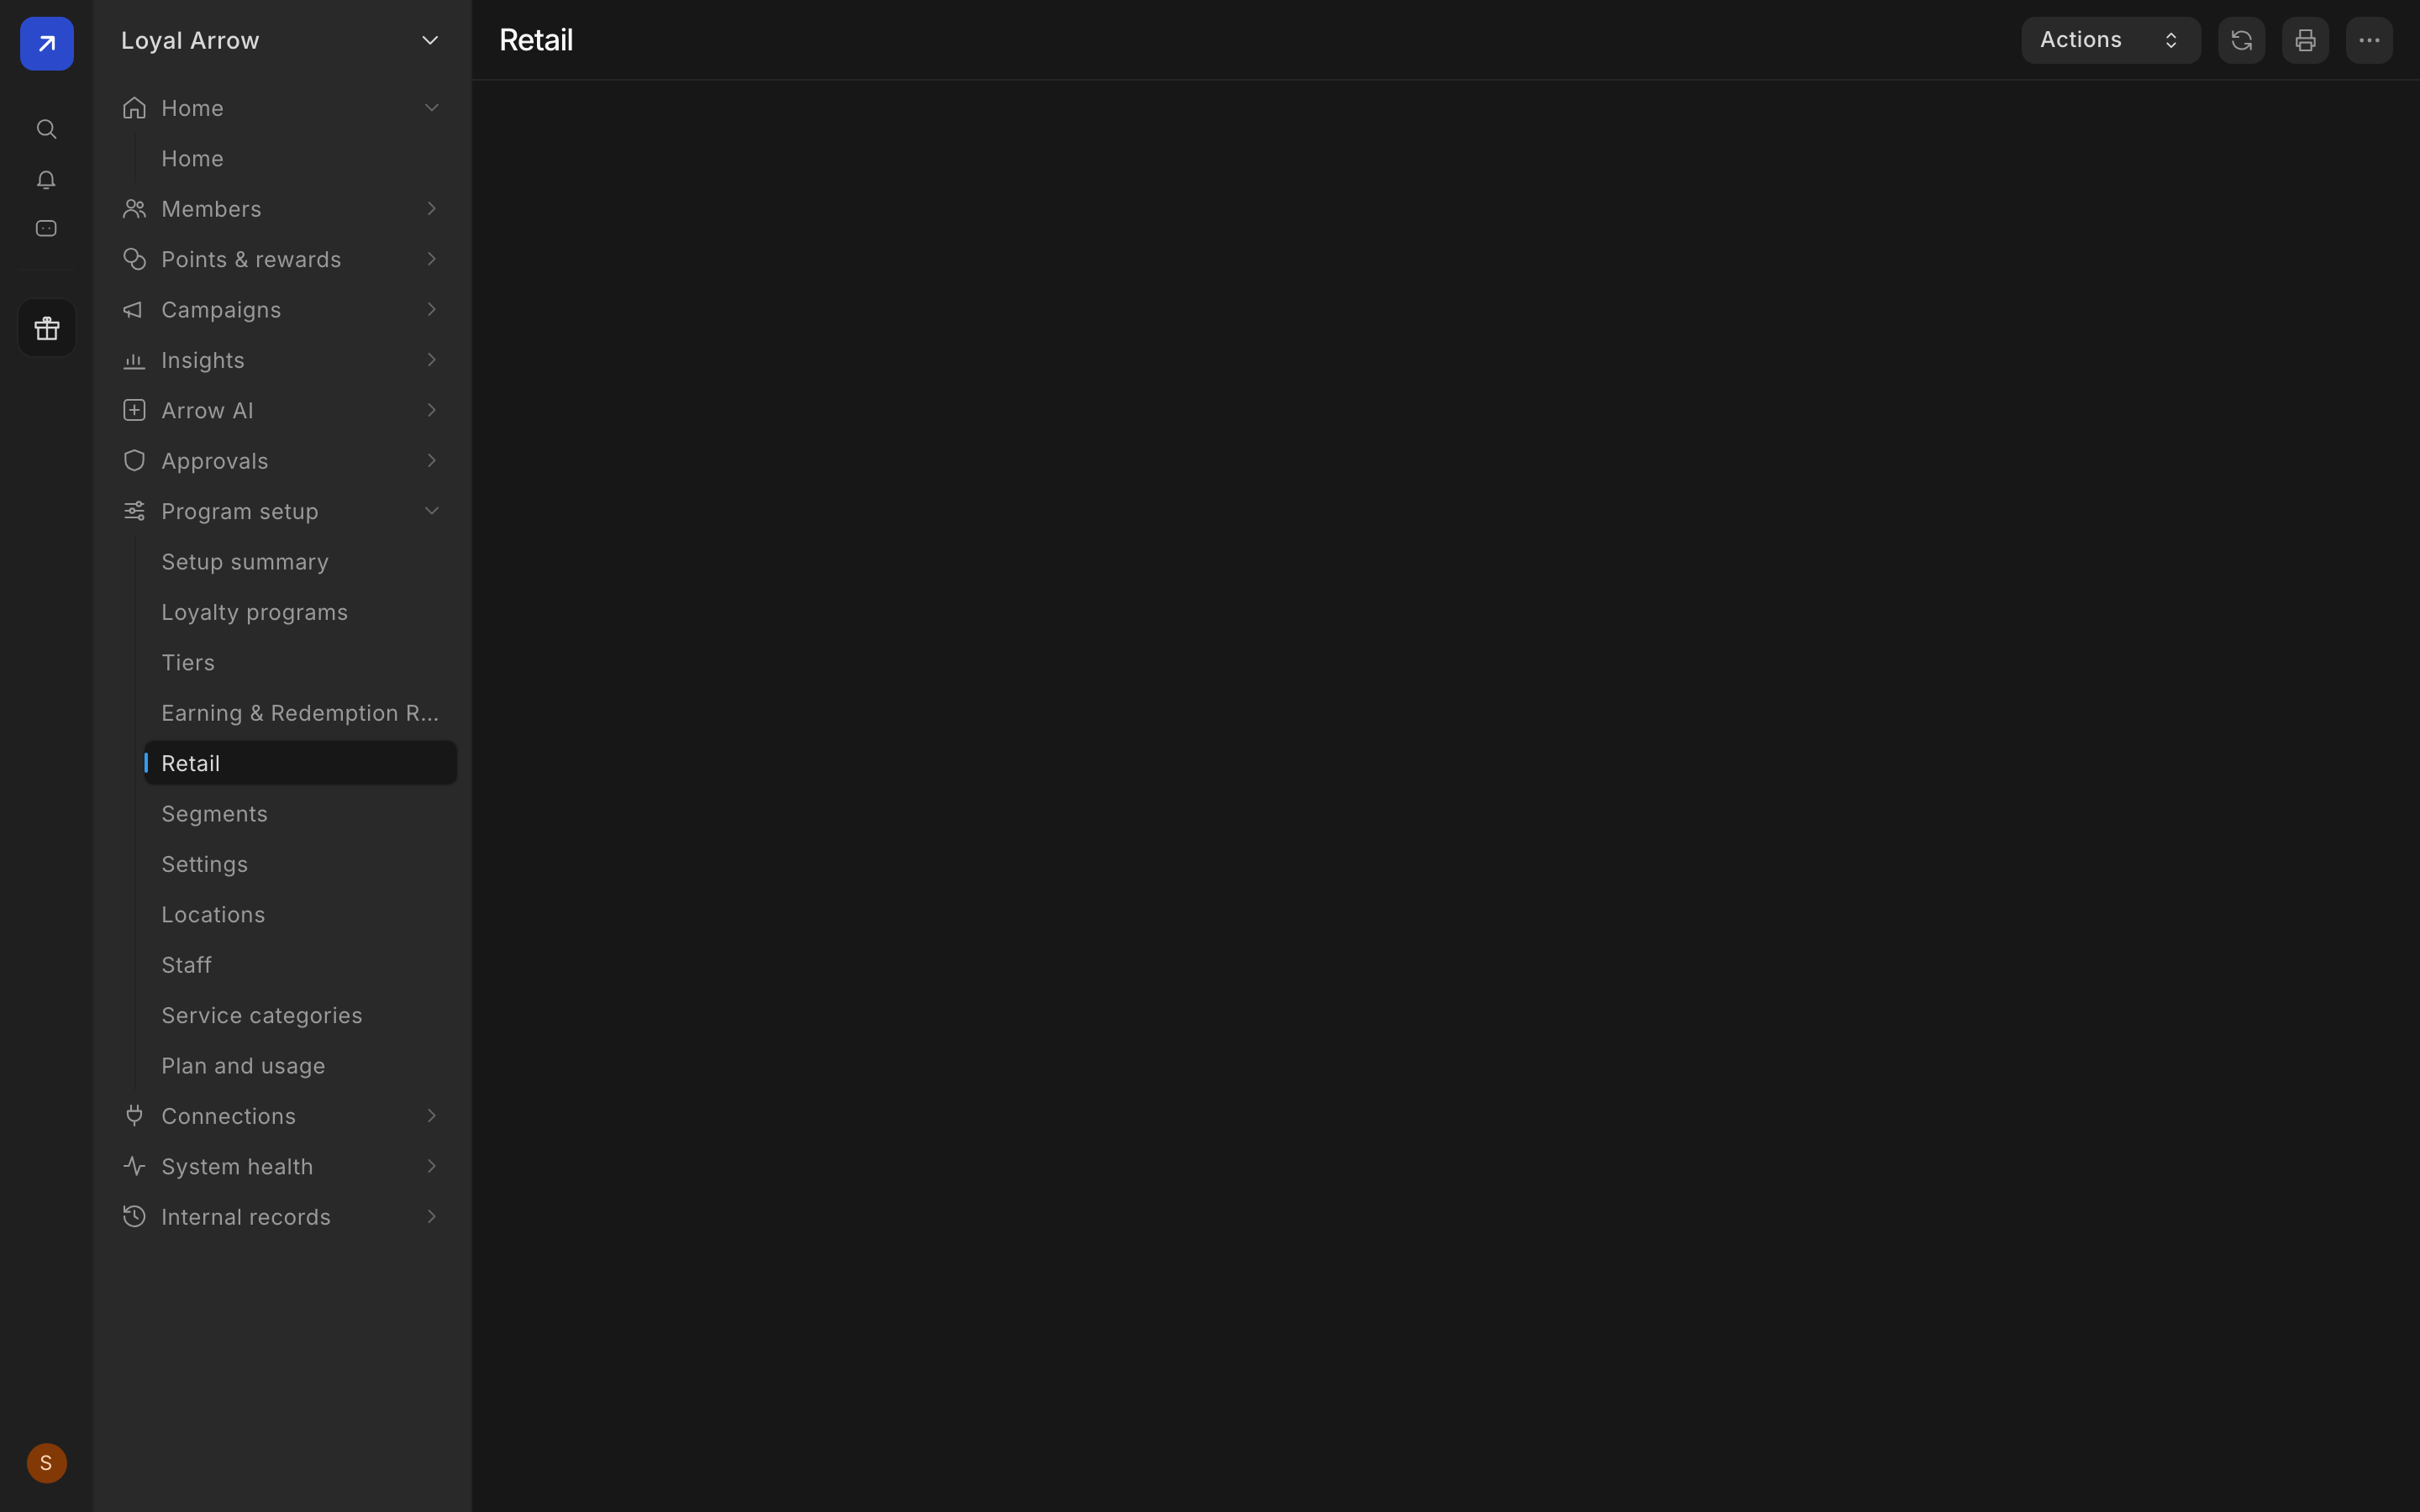 Loyal Arrow
Home
Home
Members
Points & rewards
Campaigns
Insights
Arrow AI
Approvals
Program setup
Setup summary
Loyalty programs
Tiers
Earning & Redemption R...
Retail
Segments
Settings
Locations
Staff
Service categories
Plan and usage
Connections
System health
Internal records
S
Retail
Actions